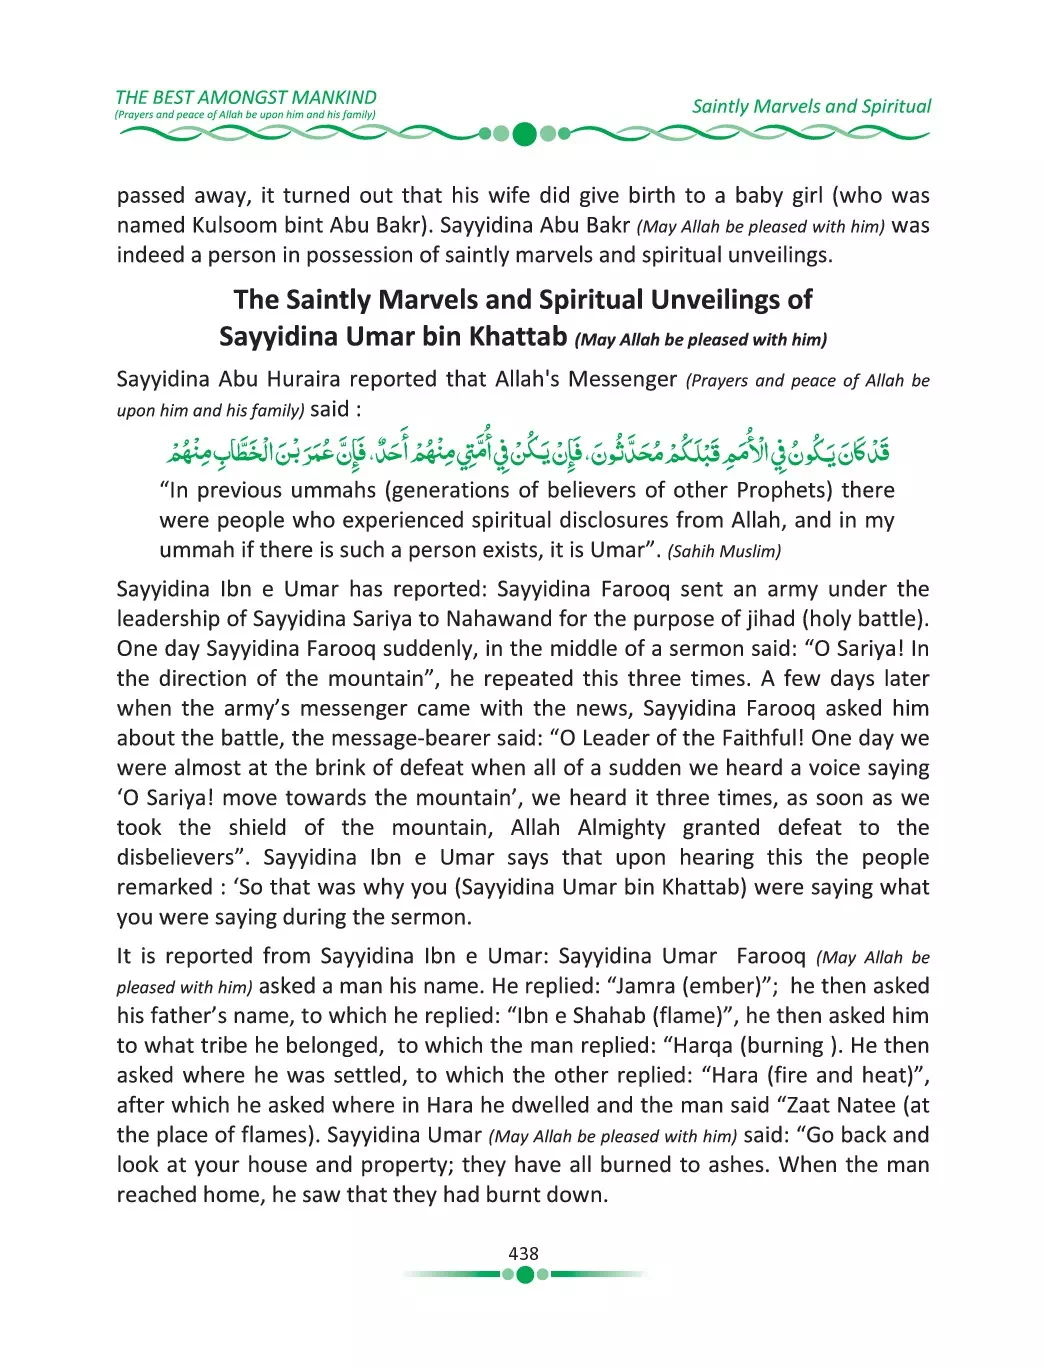 THE BEST AMONGST MANKIND
(Prayers and peace of Allah be upon him and his family)
Saintly Marvels and Spiritual
passed away, it turned out that his wife did give birth to a baby girl (who was
named Kulsoom bint Abu Bakr). Sayyidina Abu Bakr (May Allah be pleased with him) was
indeed a person in possession of saintly marvels and spiritual unveilings.
The Saintly Marvels and Spiritual Unveilings of
Sayyidina Umar bin Khattab (May Allah be pleased with him)
Sayyidina Abu Huraira reported that Allah's Messenger (Prayers and peace of Allah be
upon him and his family) said :
قَدْ كَانَ يَكُونُ فِي الْأُمَمِ قَبْلَكُمْ مُحَدَّثُونَ، فَإِنْ يَكُنْ فِي أُمَّتِي مِنْهُمْ أَحَدٌ، فَإِنَّ عُمَرَ بْنَ الْخَطَّابِ مِنْهُمْ
“In previous ummahs (generations of believers of other Prophets) there
were people who experienced spiritual disclosures from Allah, and in my
ummah if there is such a person exists, it is Umar”. (Sahih Muslim)
Sayyidina Ibn e Umar has reported: Sayyidina Farooq sent an army under the
leadership of Sayyidina Sariya to Nahawand for the purpose of jihad (holy battle).
One day Sayyidina Farooq suddenly, in the middle of a sermon said: “O Sariya! In
the direction of the mountain”, he repeated this three times. A few days later
when the army’s messenger came with the news, Sayyidina Farooq asked him
about the battle, the message-bearer said: “O Leader of the Faithful! One day we
were almost at the brink of defeat when all of a sudden we heard a voice saying
‘O Sariya! move towards the mountain’, we heard it three times, as soon as we
took the shield of the mountain, Allah Almighty granted defeat to the
disbelievers”. Sayyidina Ibn e Umar says that upon hearing this the people
remarked : ‘So that was why you (Sayyidina Umar bin Khattab) were saying what
you were saying during the sermon.
It is reported from Sayyidina Ibn e Umar: Sayyidina Umar Farooq (May Allah be
pleased with him) asked a man his name. He replied: “Jamra (ember)”; he then asked
his father’s name, to which he replied: “Ibn e Shahab (flame)”, he then asked him
to what tribe he belonged, to which the man replied: “Harqa (burning ). He then
asked where he was settled, to which the other replied: “Hara (fire and heat)”,
after which he asked where in Hara he dwelled and the man said “Zaat Natee (at
the place of flames). Sayyidina Umar (May Allah be pleased with him) said: “Go back and
look at your house and property; they have all burned to ashes. When the man
reached home, he saw that they had burnt down.
438